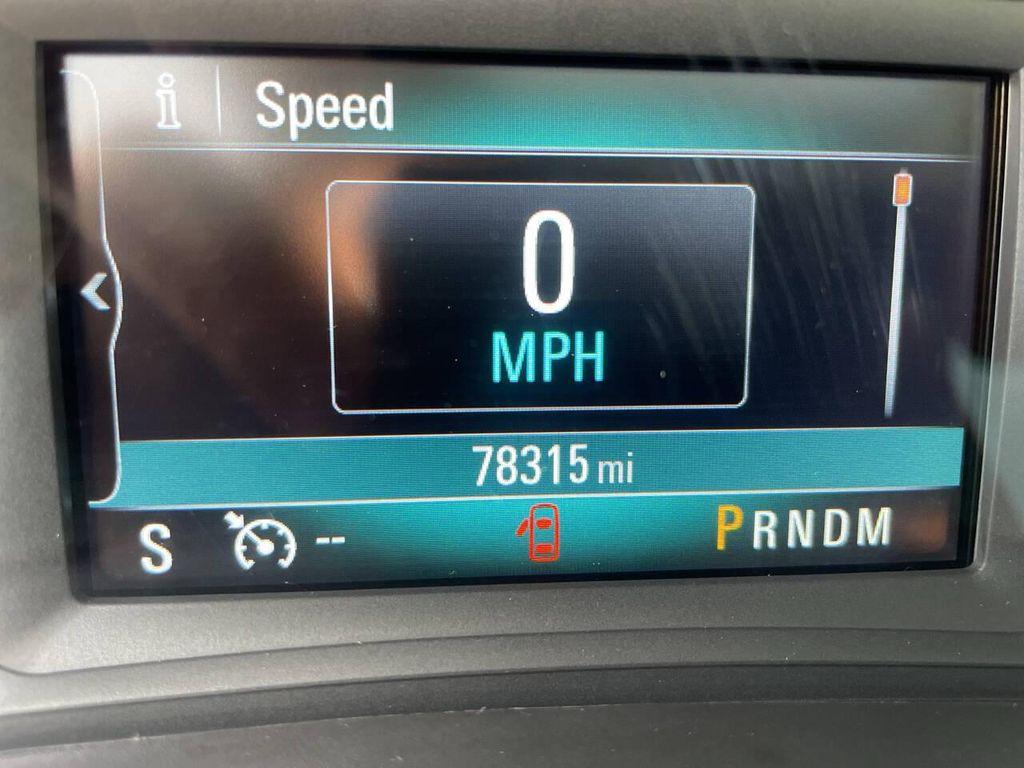 i Speed
0
MPH
78315 mi
S -- PRNDM